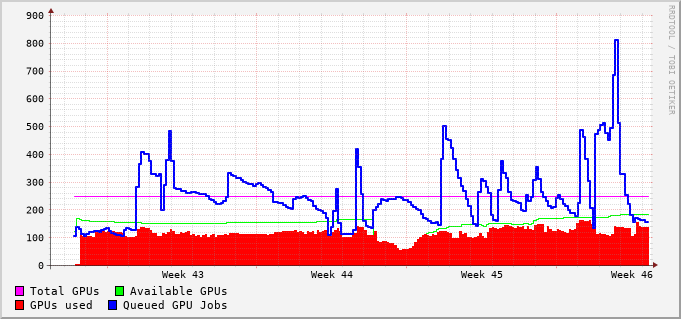 900
800
700
600
500
400
300
200
100
0
Week 43 Week 44 Week 45 Week 46
Total GPUs Available GPUs
GPUs used Queued GPU Jobs
RRDTOOL / TOBI OETIKER